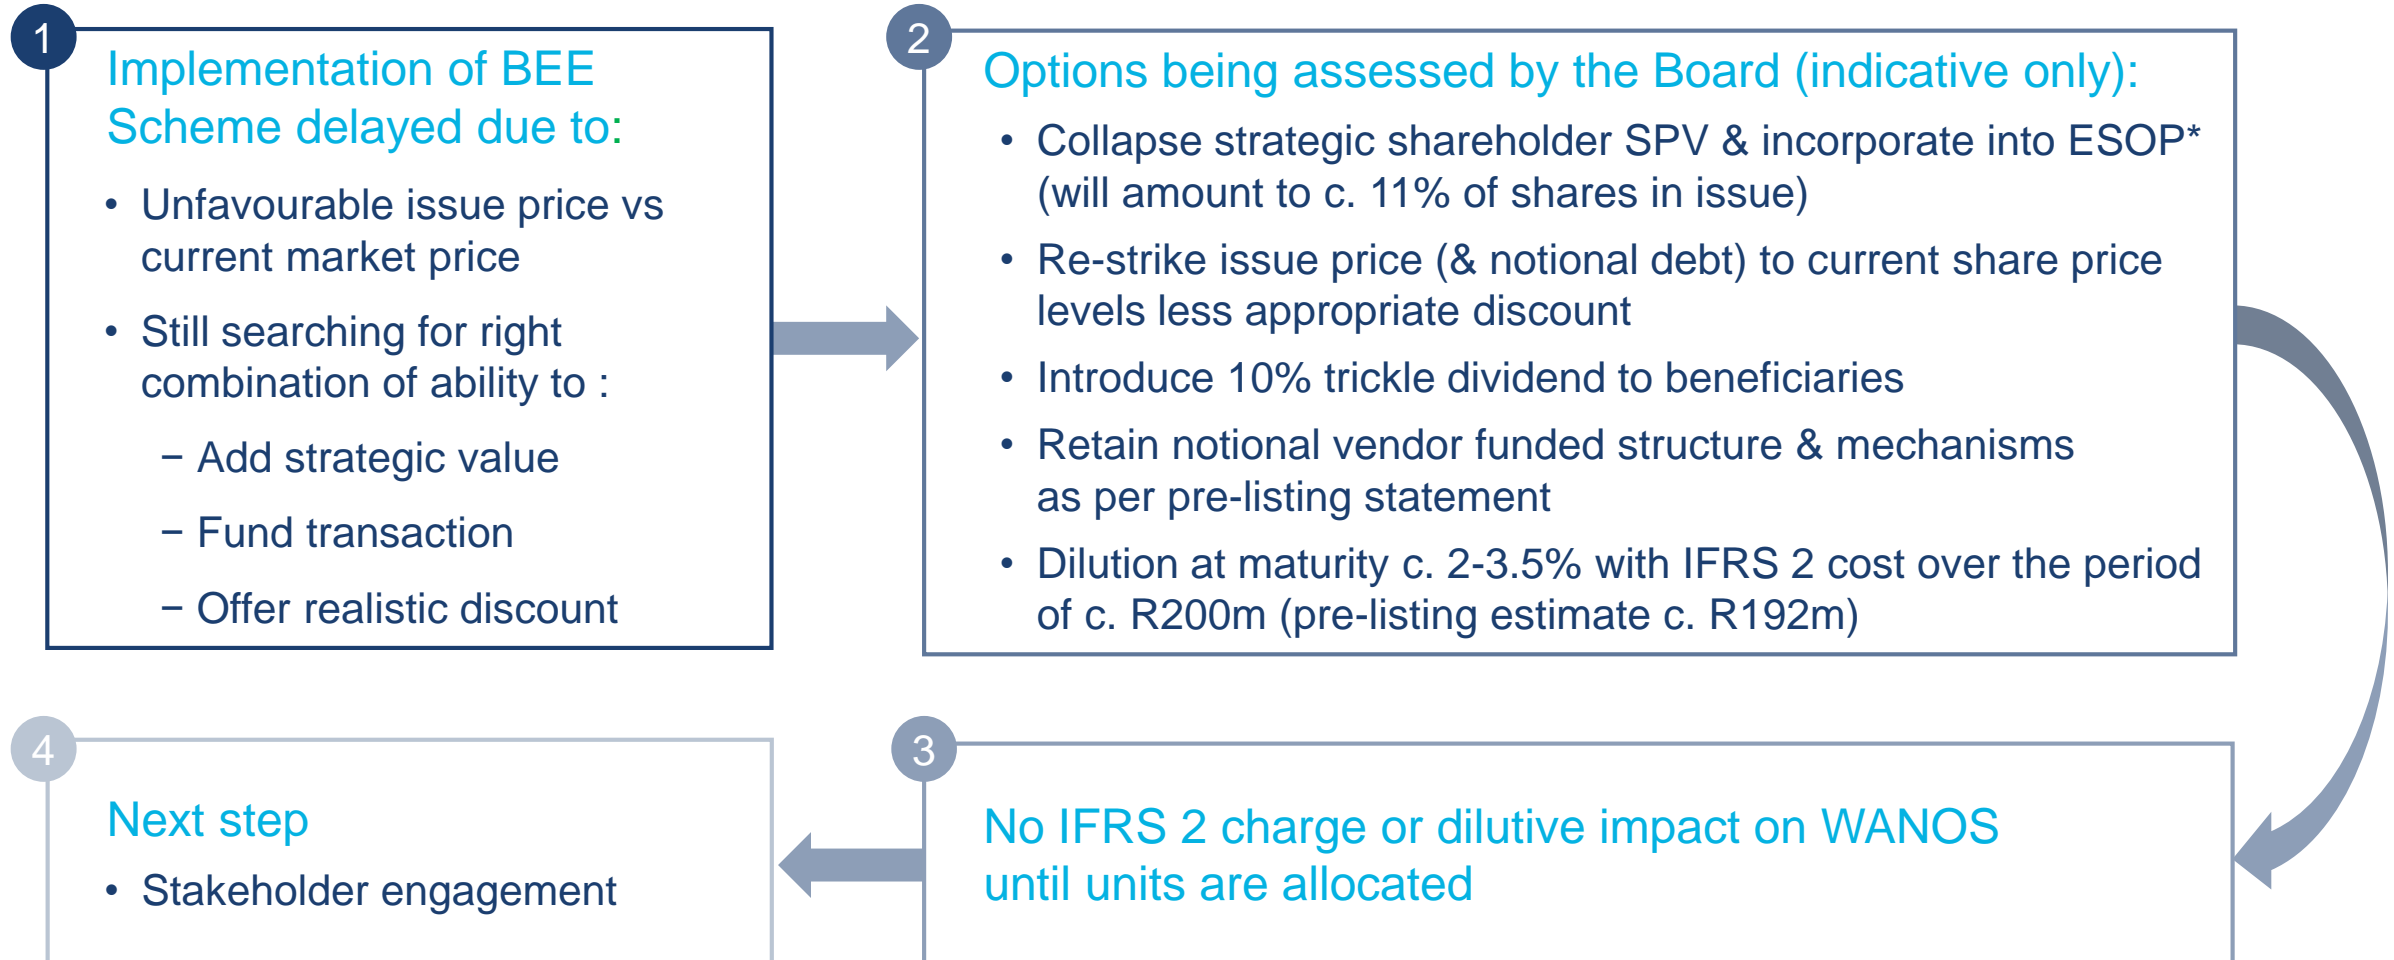 1
Implementation of BEE
Scheme delayed due to:
• Unfavourable issue price vs
current market price
• Still searching for right
combination of ability to :
− Add strategic value
− Fund transaction
− Offer realistic discount
2
Options being assessed by the Board (indicative only):
• Collapse strategic shareholder SPV & incorporate into ESOP*
(will amount to c. 11% of shares in issue)
• Re-strike issue price (& notional debt) to current share price
levels less appropriate discount
• Introduce 10% trickle dividend to beneficiaries
• Retain notional vendor funded structure & mechanisms
as per pre-listing statement
• Dilution at maturity c. 2-3.5% with IFRS 2 cost over the period
of c. R200m (pre-listing estimate c. R192m)
3
No IFRS 2 charge or dilutive impact on WANOS
until units are allocated
4
Next step
• Stakeholder engagement